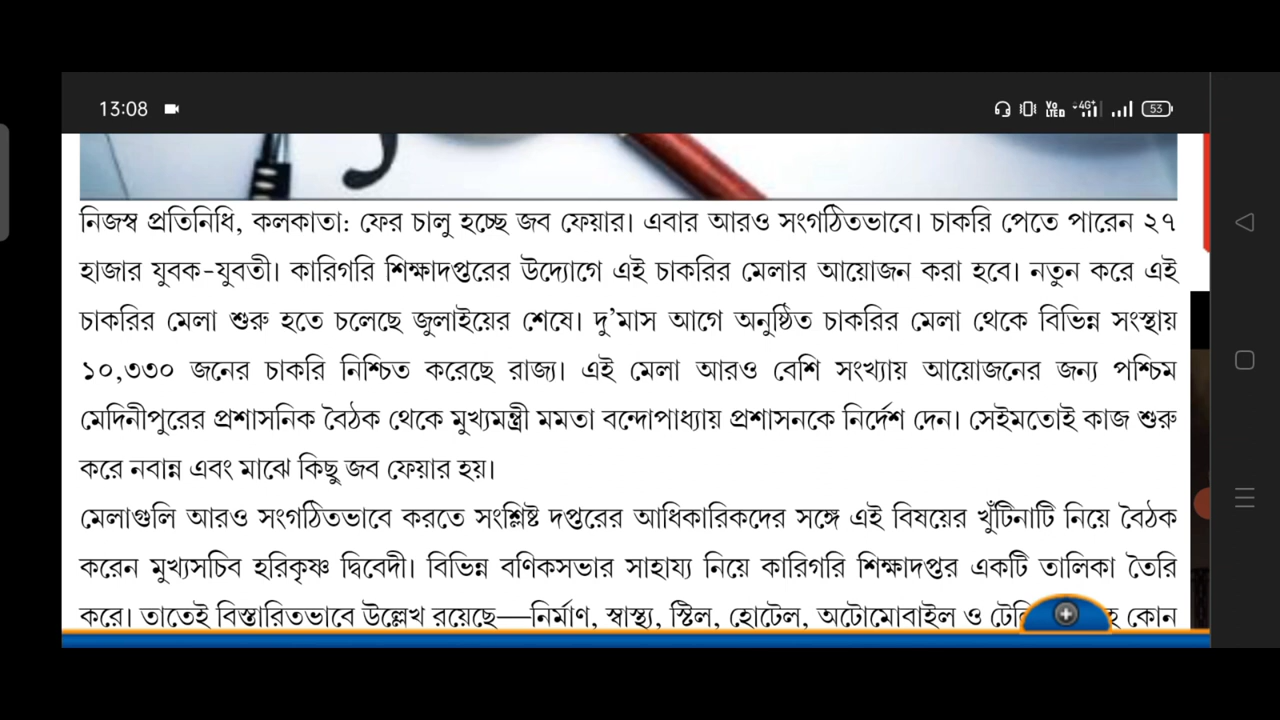 13:08
Vo LTE 4G+ 53
নিজস্ব প্রতিনিধি, কলকাতা: ফের চালু হচ্ছে জব ফেয়ার। এবার আরও সংগঠিতভাবে। চাকরি পেতে পারেন ২৭
হাজার যুবক-যুবতী। কারিগরি শিক্ষাদপ্তরের উদ্যোগে এই চাকরির মেলার আয়োজন করা হবে। নতুন করে এই
চাকরির মেলা শুরু হতে চলেছে জুলাইয়ের শেষে। দু’মাস আগে অনুষ্ঠিত চাকরির মেলা থেকে বিভিন্ন সংস্থায়
১০,৩৩০ জনের চাকরি নিশ্চিত করেছে রাজ্য। এই মেলা আরও বেশি সংখ্যায় আয়োজনের জন্য পশ্চিম
মেদিনীপুরের প্রশাসনিক বৈঠক থেকে মুখ্যমন্ত্রী মমতা বন্দোপাধ্যায় প্রশাসনকে নির্দেশ দেন। সেইমতোই কাজ শুরু
করে নবান্ন এবং মাঝে কিছু জব ফেয়ার হয়।
মেলাগুলি আরও সংগঠিতভাবে করতে সংশ্লিষ্ট দপ্তরের আধিকারিকদের সঙ্গে এই বিষয়ের খুঁটিনাটি নিয়ে বৈঠক
করেন মুখ্যসচিব হরিকৃষ্ণ দ্বিবেদী। বিভিন্ন বণিকসভার সাহায্য নিয়ে কারিগরি শিক্ষাদপ্তর একটি তালিকা তৈরি
করে। তাতেই বিস্তারিতভাবে উল্লেখ রয়েছে—নির্মাণ, স্বাস্থ্য, স্টিল, হোটেল, অটোমোবাইল ও কোন